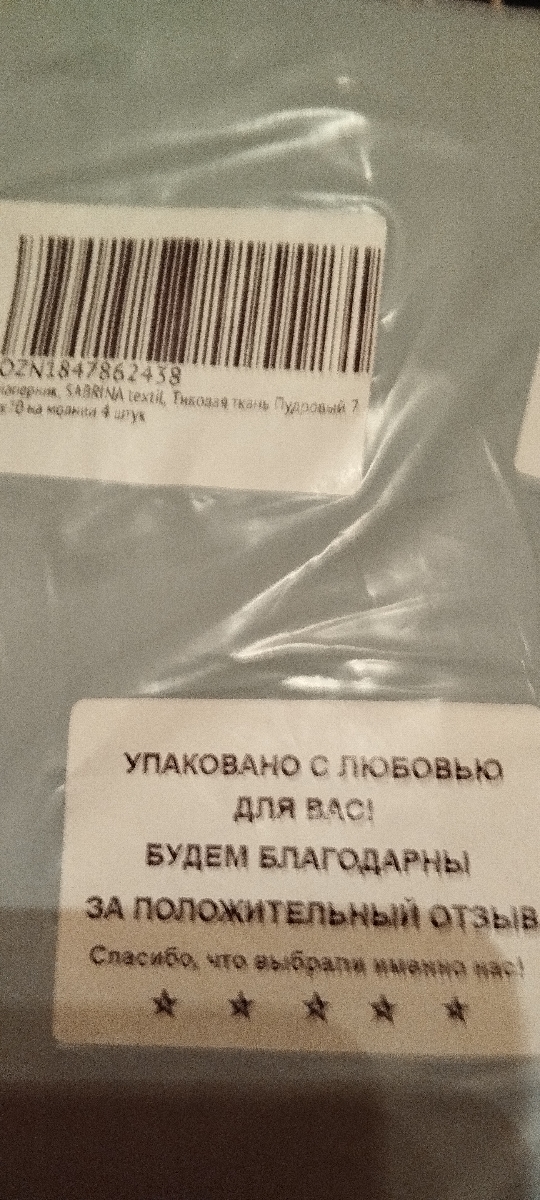 OZN1847862438
SABRINA textil, Тиковая ткань Пудровый 7
на молнии 4 штук
УПАКОВАНО С ЛЮБОВЬЮ
ДЛЯ ВАС!
БУДЕМ БЛАГОДАРНЫ
ЗА ПОЛОЖИТЕЛЬНЫЙ ОТЗЫВ
Спасибо, что выбрали именно нас!